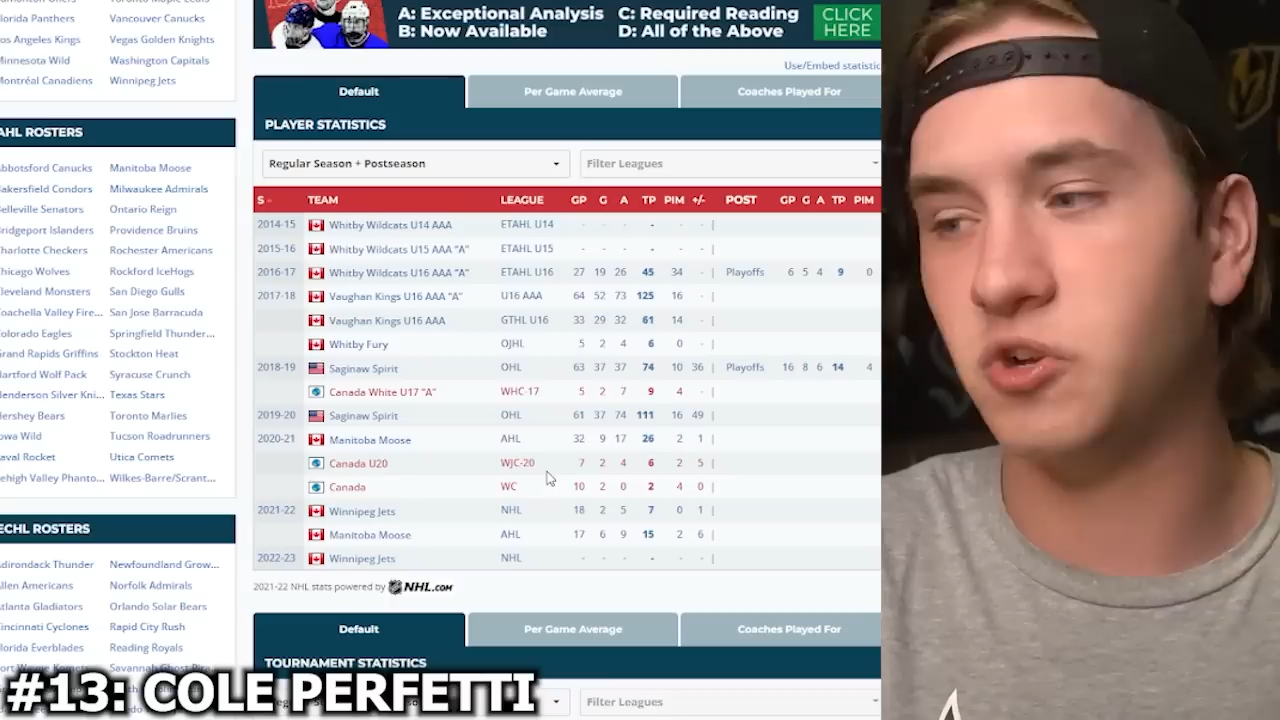 Florida Panthers Vancouver Canucks
Los Angeles Kings Vegas Golden Knights
Minnesota Wild Washington Capitals
Montréal Canadiens Winnipeg Jets
A: Exceptional Analysis C: Required Reading CLICK
B: Now Available D: All of the Above HERE
Use/Embed statistic
AHL ROSTERS
Abbotsford Canucks Manitoba Moose
Bakersfield Condors Milwaukee Admirals
Belleville Senators Ontario Reign
Bridgeport Islanders Providence Bruins
Charlotte Checkers Rochester Americans
Chicago Wolves Rockford IceHogs
Cleveland Monsters San Diego Gulls
Coachella Valley Fire... San Jose Barracuda
Colorado Eagles Springfield Thunder...
Grand Rapids Griffins Stockton Heat
Hartford Wolf Pack Syracuse Crunch
Henderson Silver Kni... Texas Stars
Hershey Bears Toronto Marlies
Iowa Wild Tucson Roadrunners
Laval Rocket Utica Comets
Lehigh Valley Phanto... Wilkes-Barre/Scrant...
ECHL ROSTERS
Adirondack Thunder Newfoundland Grow...
Allen Americans Norfolk Admirals
Atlanta Gladiators Orlando Solar Bears
Cincinnati Cyclones Rapid City Rush
Florida Everblades Reading Royals
Fort Wayne Komets Savannah Ghost Pira...
Default Per Game Average Coaches Played For
PLAYER STATISTICS
Regular Season + Postseason Filter Leagues
S TEAM LEAGUE GP G A TP PIM +/- POST GP G A TP PIM
2014-15 Whitby Wildcats U14 AAA ETAHL U14 - - - - - - |
2015-16 Whitby Wildcats U15 AAA "A" ETAHL U15 - - - - - - |
2016-17 Whitby Wildcats U16 AAA "A" ETAHL U16 27 19 26 45 34 - | Playoffs 6 5 4 9 0
2017-18 Vaughan Kings U16 AAA "A" U16 AAA 64 52 73 125 16 - |
Vaughan Kings U16 AAA GTHL U16 33 29 32 61 14 - |
Whitby Fury OJHL 5 2 4 6 0 - |
2018-19 Saginaw Spirit OHL 63 37 37 74 10 36 | Playoffs 16 8 6 14 4
Canada White U17 "A" WHC-17 5 2 7 9 4 - |
2019-20 Saginaw Spirit OHL 61 37 74 111 16 49 |
2020-21 Manitoba Moose AHL 32 9 17 26 2 1 |
Canada U20 WJC-20 7 2 4 6 2 5 |
Canada WC 10 2 0 2 4 0 |
2021-22 Winnipeg Jets NHL 18 2 5 7 0 1 |
Manitoba Moose AHL 17 6 9 15 2 6 |
2022-23 Winnipeg Jets NHL - - - - - - |
2021-22 NHL stats powered by NHL.COM
Default Per Game Average Coaches Played For
TOURNAMENT STATISTICS
Filter Leagues
#13: COLE PERFETTI